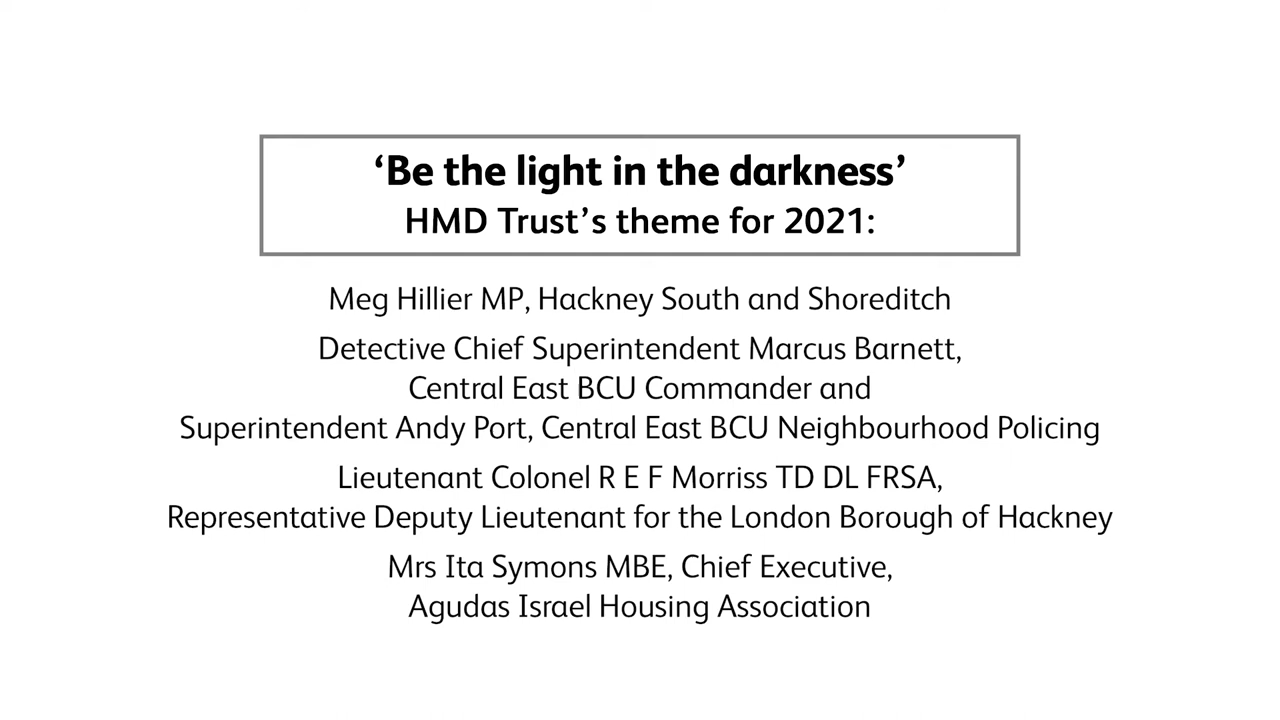 ‘Be the light in the darkness’
HMD Trust’s theme for 2021:
Meg Hillier MP, Hackney South and Shoreditch
Detective Chief Superintendent Marcus Barnett,
Central East BCU Commander and
Superintendent Andy Port, Central East BCU Neighbourhood Policing
Lieutenant Colonel R E F Morriss TD DL FRSA,
Representative Deputy Lieutenant for the London Borough of Hackney
Mrs Ita Symons MBE, Chief Executive,
Agudas Israel Housing Association